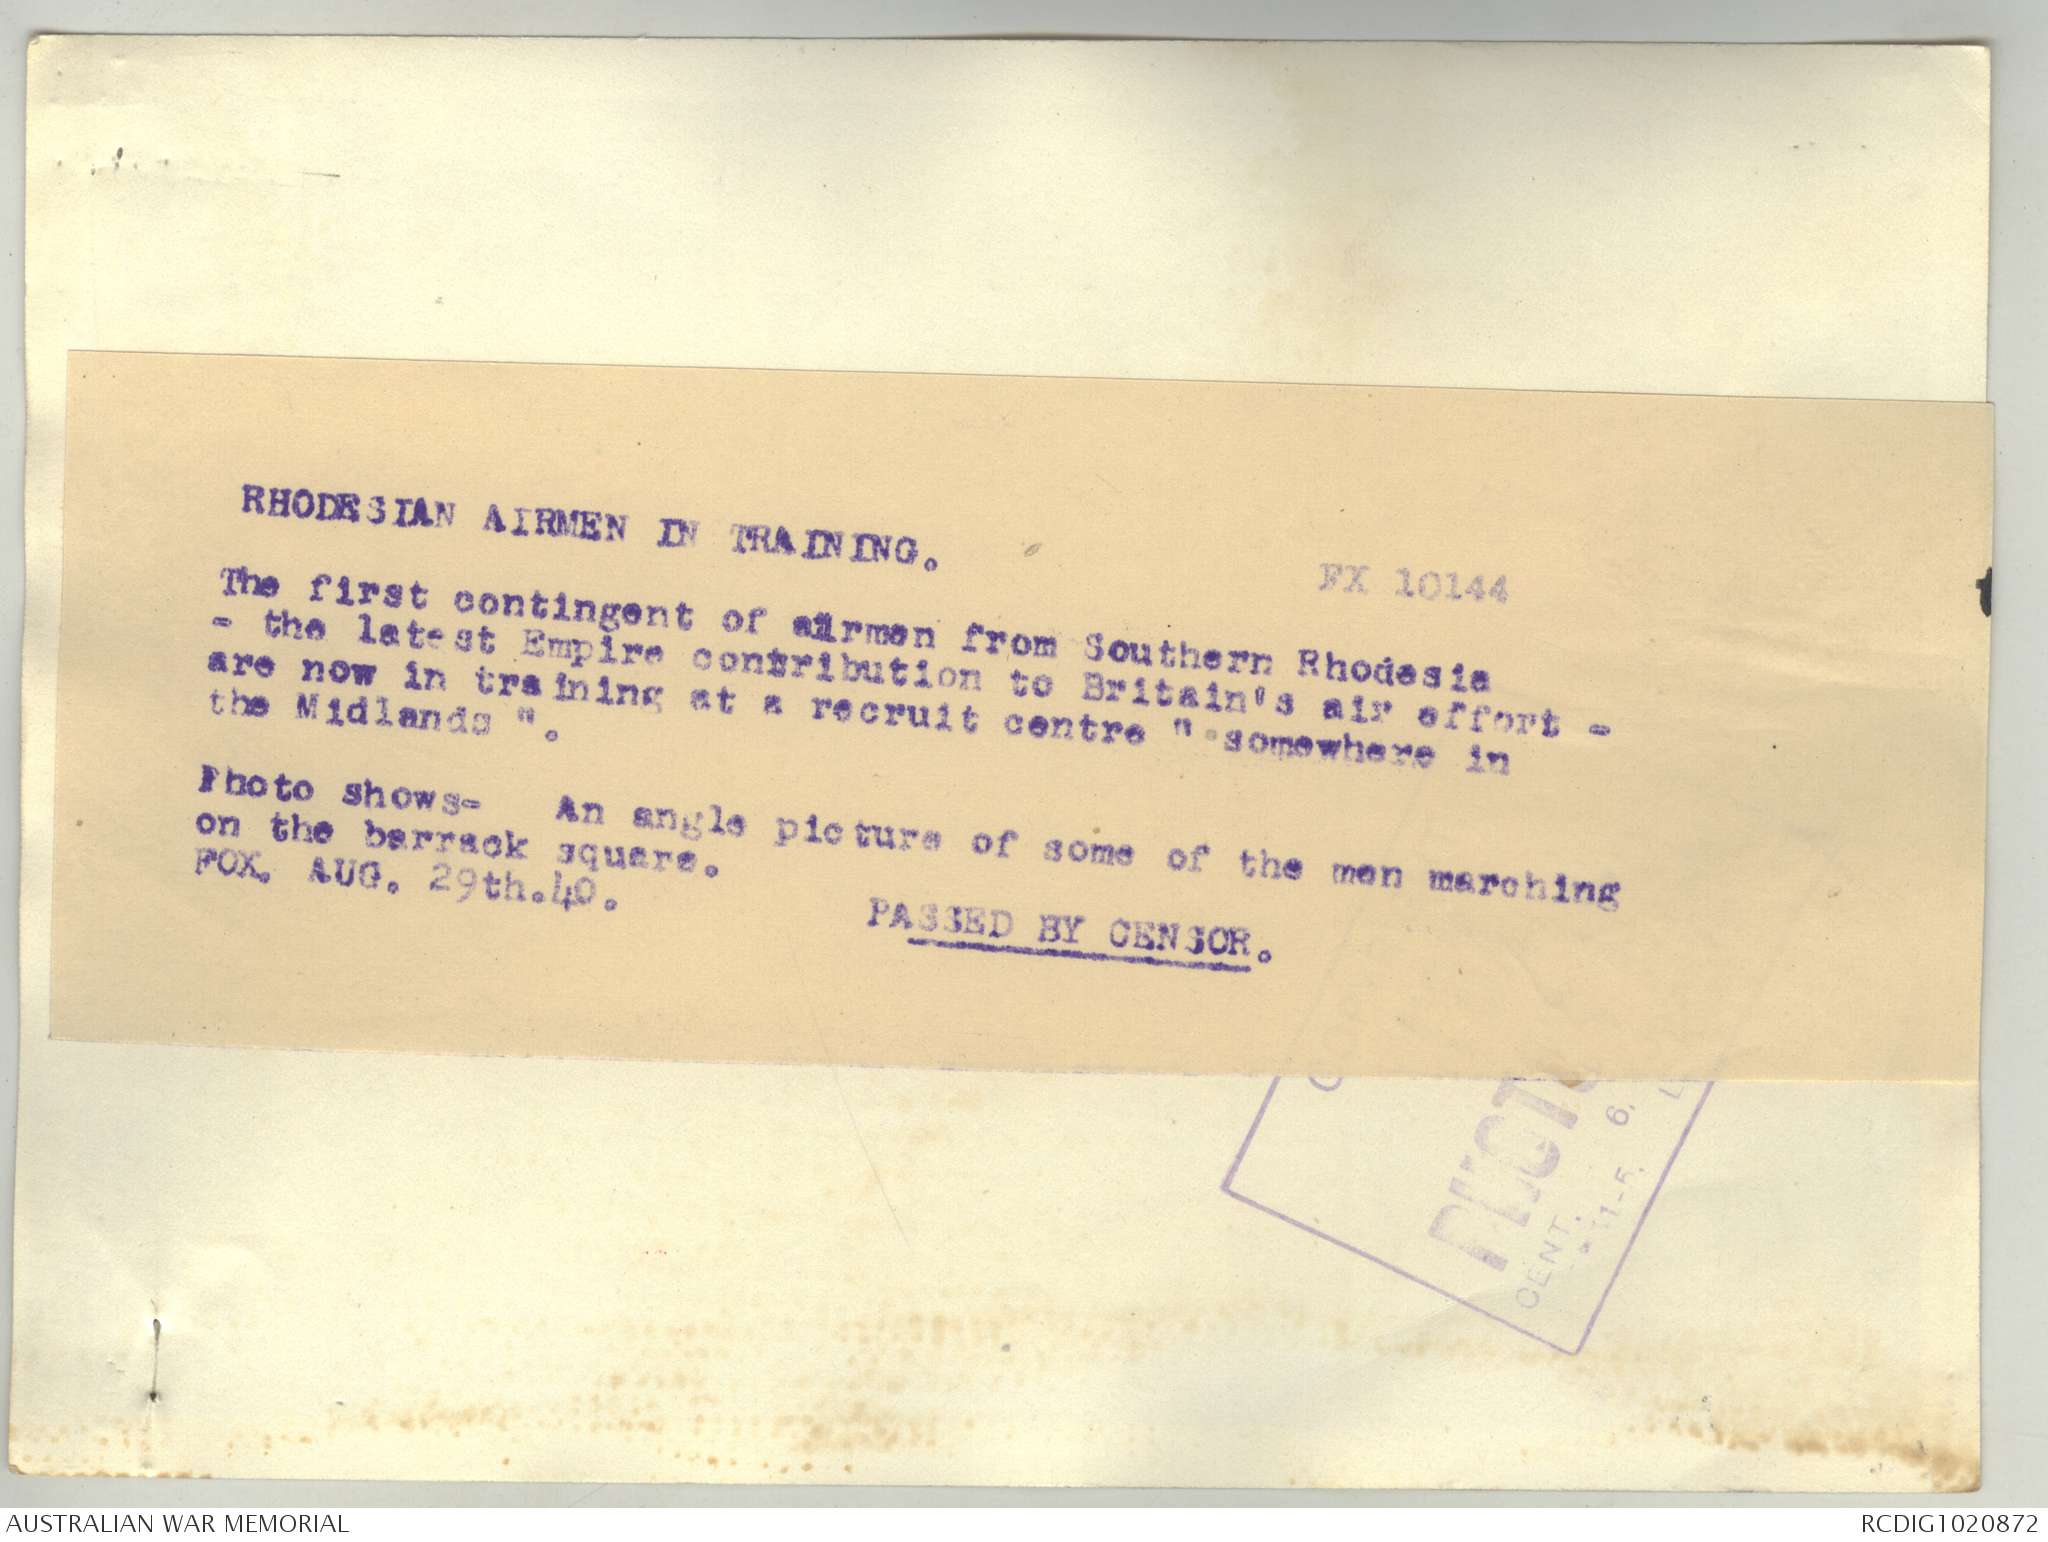 RHODESIAN AIRMEN IN TRAINING.
FX 10144
The first contingent of airmen from Southern Rhodesia
- the latest Empire contribution to Britain's air effort -
are now in training at a recruit centre " somewhere in
the Midlands ".
Photo shows- An angle picture of some of the men marching
on the barrack square.
FOX. AUG. 29th.40.
PASSED BY CENSOR.
CENT.
AUSTRALIAN WAR MEMORIAL
RCDIG1020872